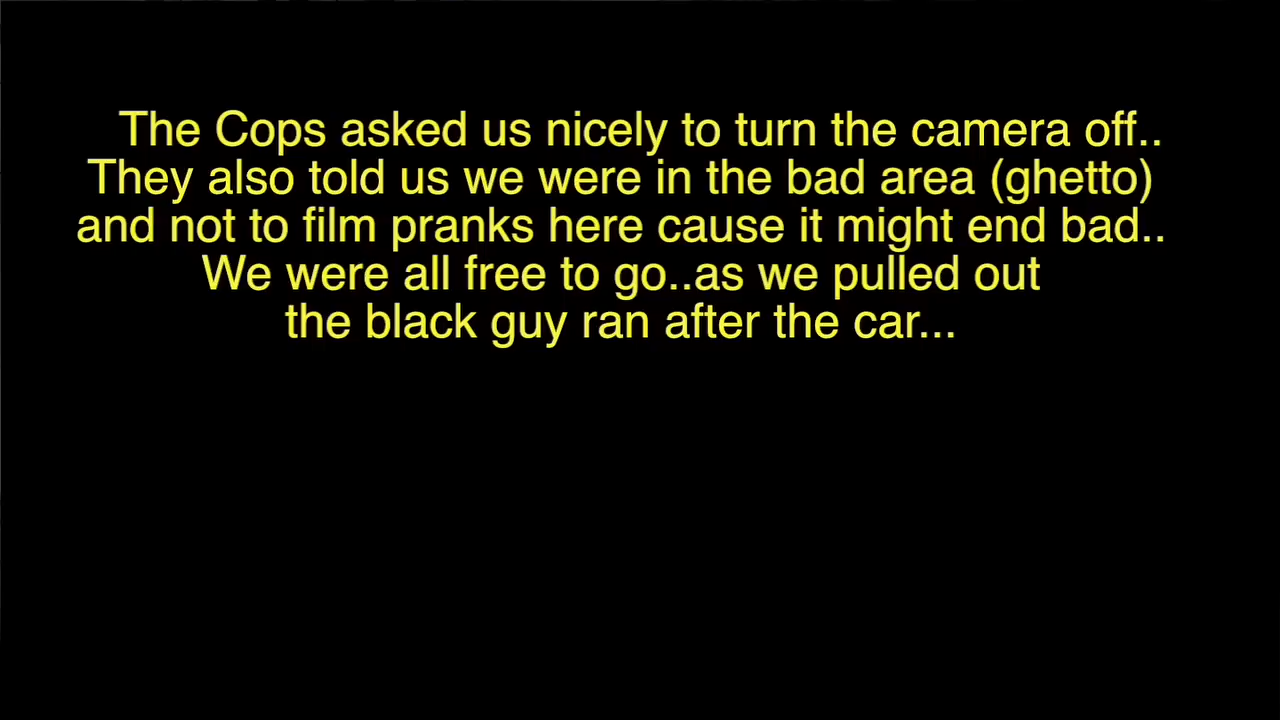 The Cops asked us nicely to turn the camera off..
They also told us we were in the bad area (ghetto)
and not to film pranks here cause it might end bad..
We were all free to go..as we pulled out
the black guy ran after the car...